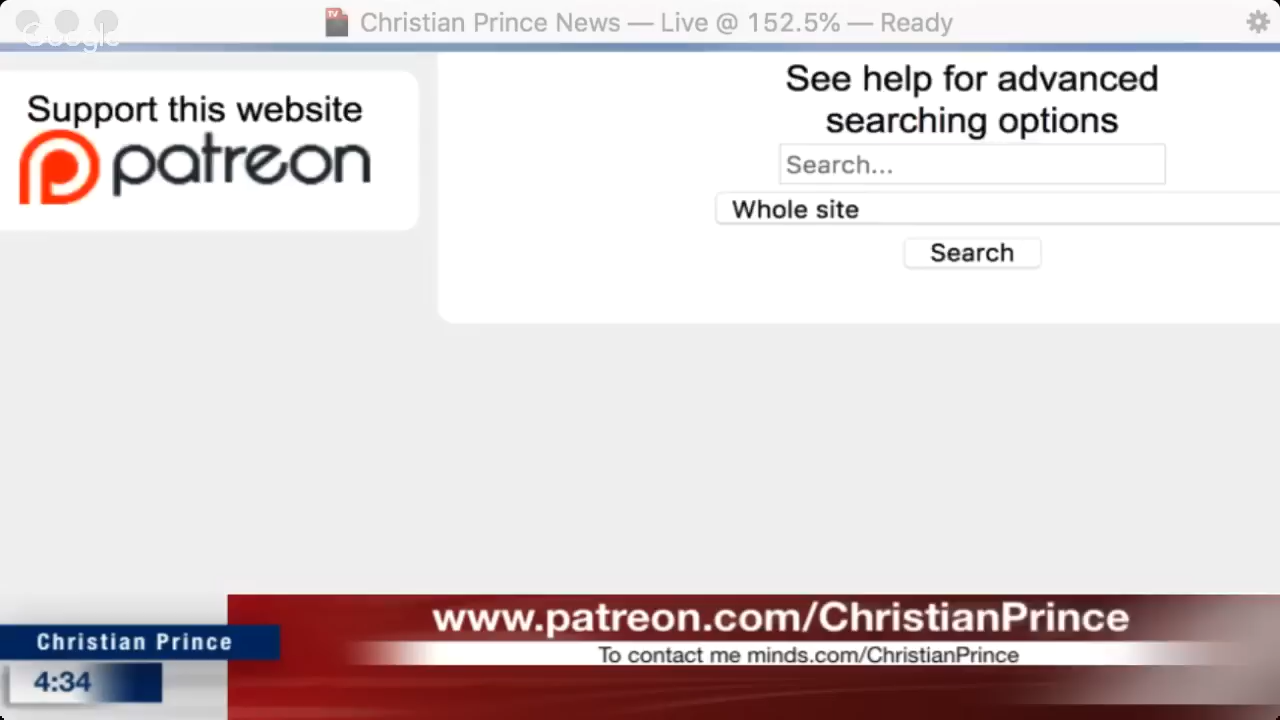 Christian Prince News — Live @ 152.5% — Ready
Google
Support this website
patreon
See help for advanced
searching options
Search...
Whole site
Search
www.patreon.com/ChristianPrince
To contact me minds.com/ChristianPrince
Christian Prince
4:34